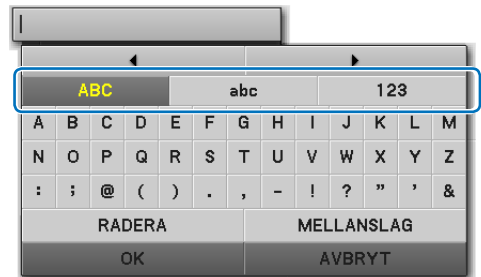 ABC abc 123
A B C D E F G H I J K L M
N O P Q R S T U V W X Y Z
: ; @ ( ) . , - ! ? ” ’ &
RADERA MELLANSLAG
OK AVBRYT